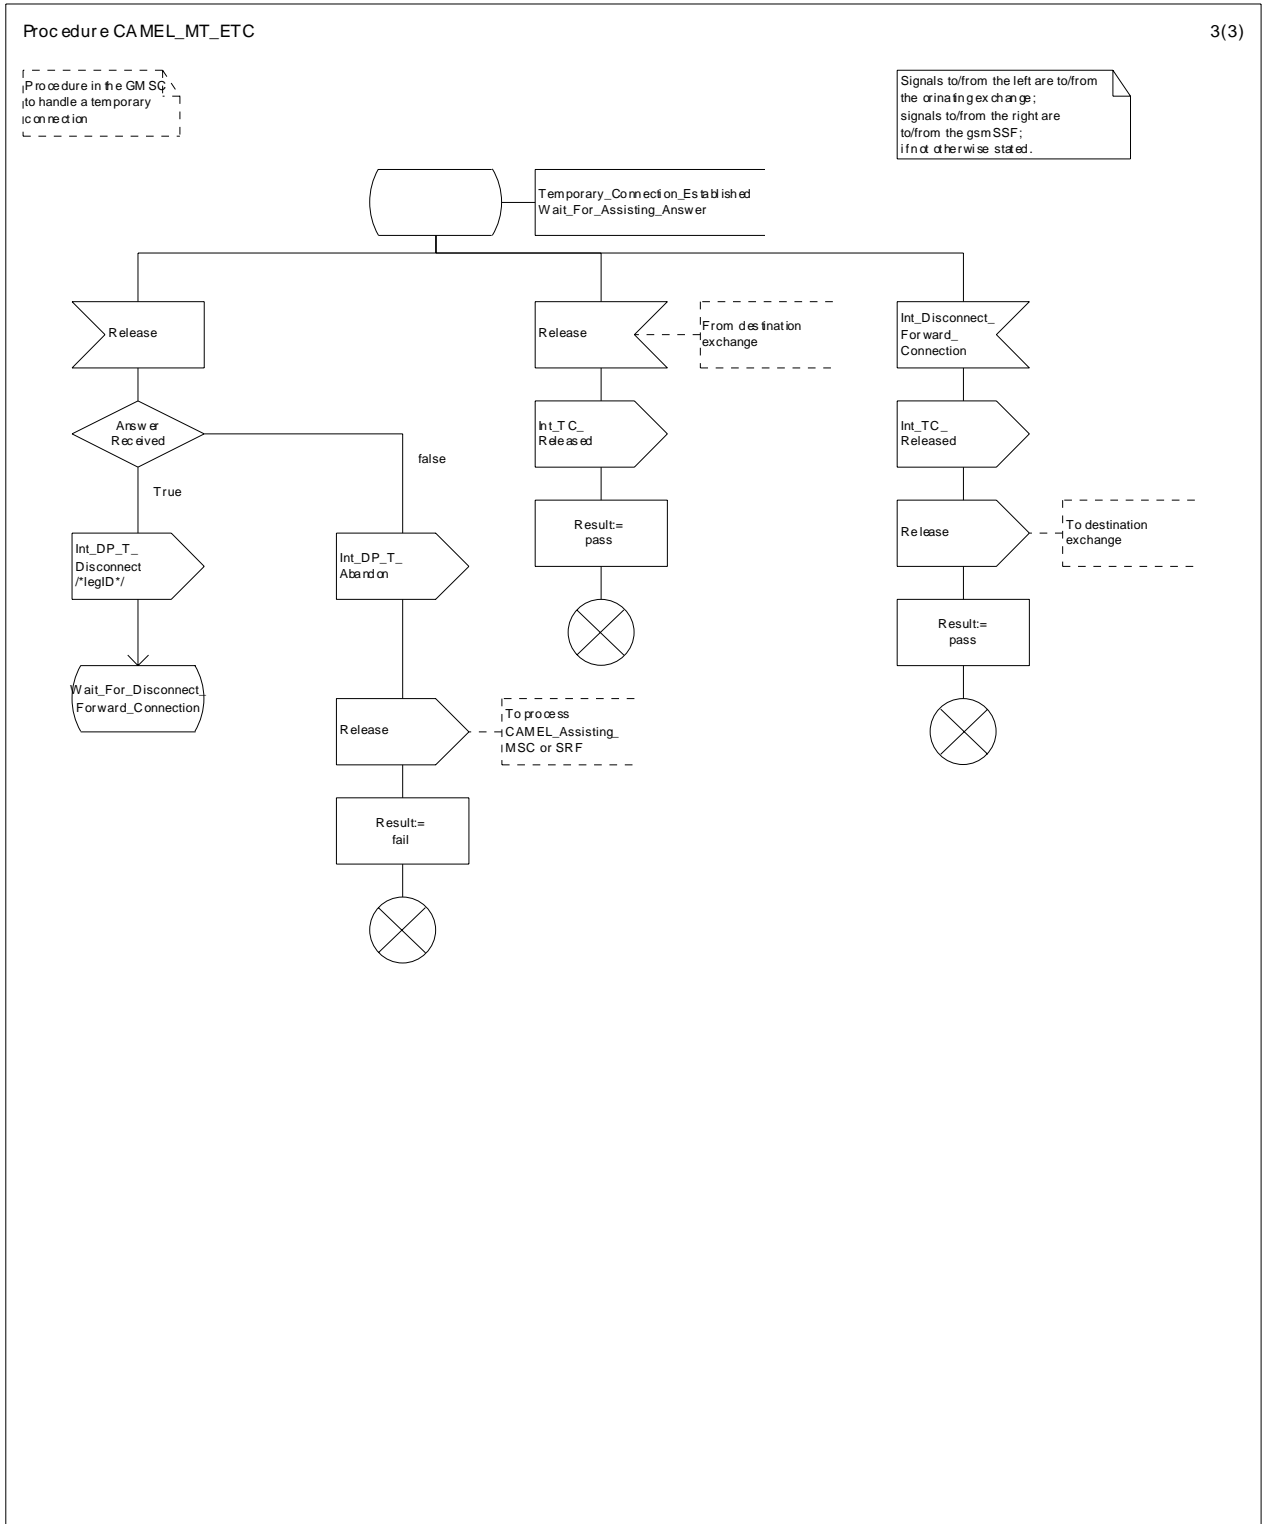 Procedure CAMEL_MT_ETC
3(3)
Procedure in the GMSC
to handle a temporary
connection
Signals to/from the left are to/from
the orinating exchange;
signals to/from the right are
to/from the gsmSSF;
if not otherwise stated.
Temporary_Connection_Established
Wait_For_Assisting_Answer
Release
Release
From destination
exchange
Int_Disconnect_
Forward_
Connection
Answer
Received
false
True
Int_TC_
Released
Int_TC_
Released
Int_DP_T_
Disconnect
/*legID*/
Int_DP_T_
Abandon
Result:=
pass
Release
To destination
exchange
Result:=
pass
Wait_For_Disconnect_
Forward_Connection
Release
To process
CAMEL_Assisting_
MSC or SRF
Result:=
fail